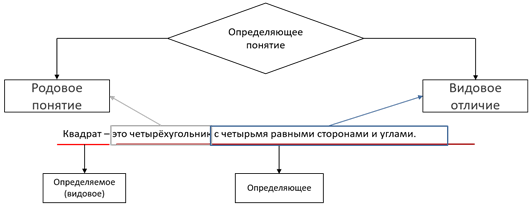 Определяющее
понятие
Родовое
понятие
Видовое
отличие
Квадрат – это четырёхугольник с четырьмя равными сторонами и углами.
Определяемое
(видовое)
Определяющее